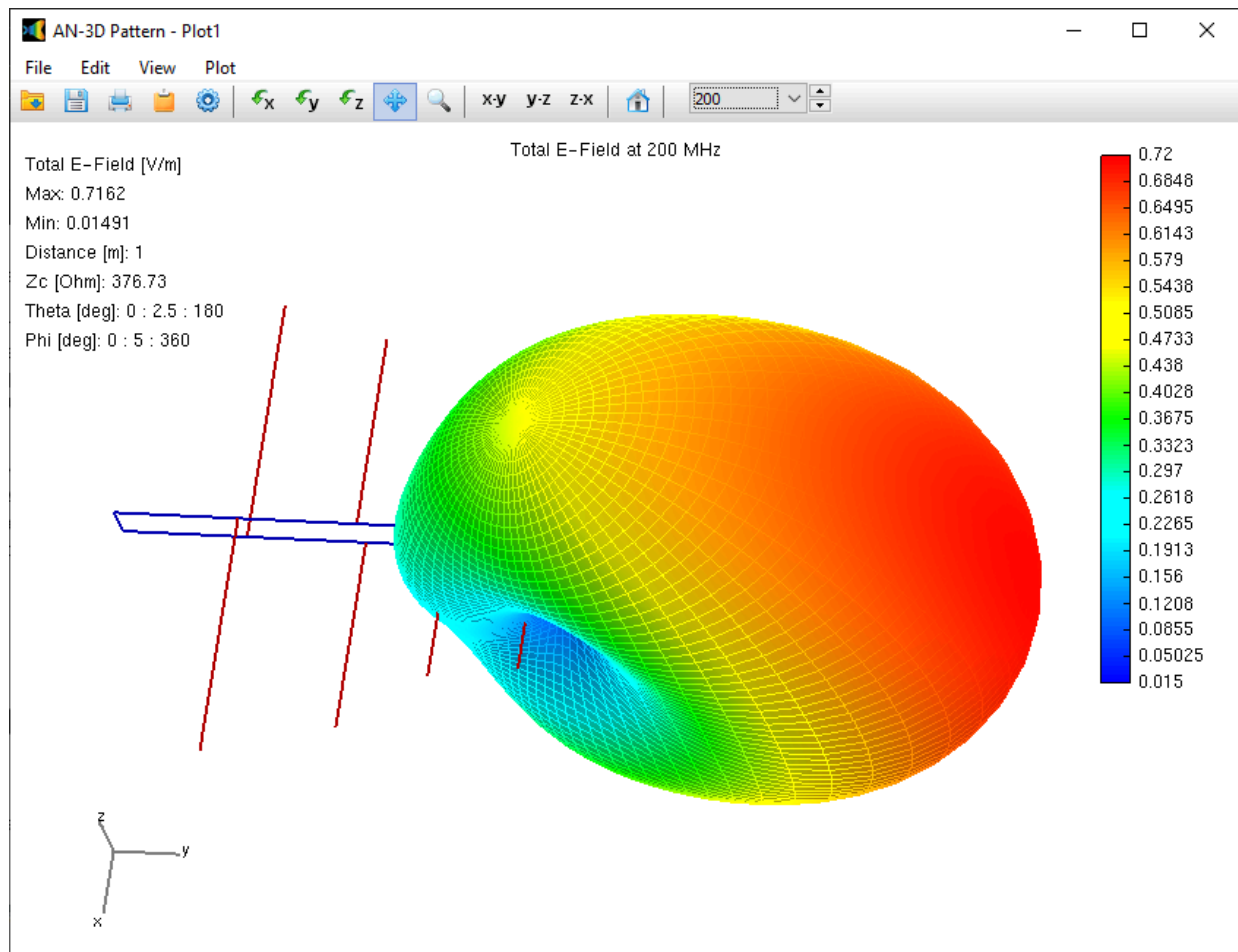 AN-3D Pattern - Plot1
File Edit View Plot
x y z x-y y-z z-x 200
Total E-Field at 200 MHz
Total E-Field [V/m]
Max: 0.7162
Min: 0.01491
Distance [m]: 1
Zc [Ohm]: 376.73
Theta [deg]: 0 : 2.5 : 180
Phi [deg]: 0 : 5 : 360
0.72
0.6848
0.6495
0.6143
0.579
0.5438
0.5085
0.4733
0.438
0.4028
0.3675
0.3323
0.297
0.2618
0.2265
0.1913
0.156
0.1208
0.0855
0.05025
0.015
z
y
x